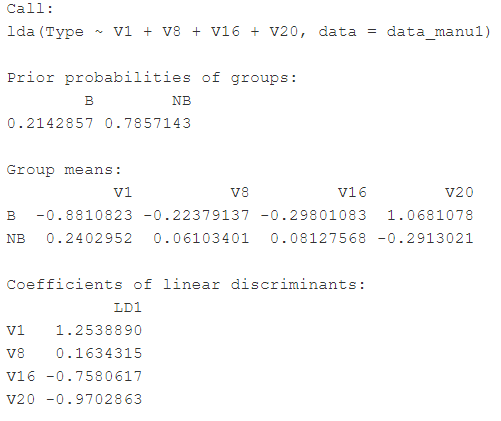 Call:
lda(Type ~ V1 + V8 + V16 + V20, data = data_manu1)
Prior probabilities of groups:
B NB
0.2142857 0.7857143
Group means:
V1 V8 V16 V20
B -0.8810823 -0.22379137 -0.29801083 1.0681078
NB 0.2402952 0.06103401 0.08127568 -0.2913021
Coefficients of linear discriminants:
LD1
V1 1.2538890
V8 0.1634315
V16 -0.7580617
V20 -0.9702863